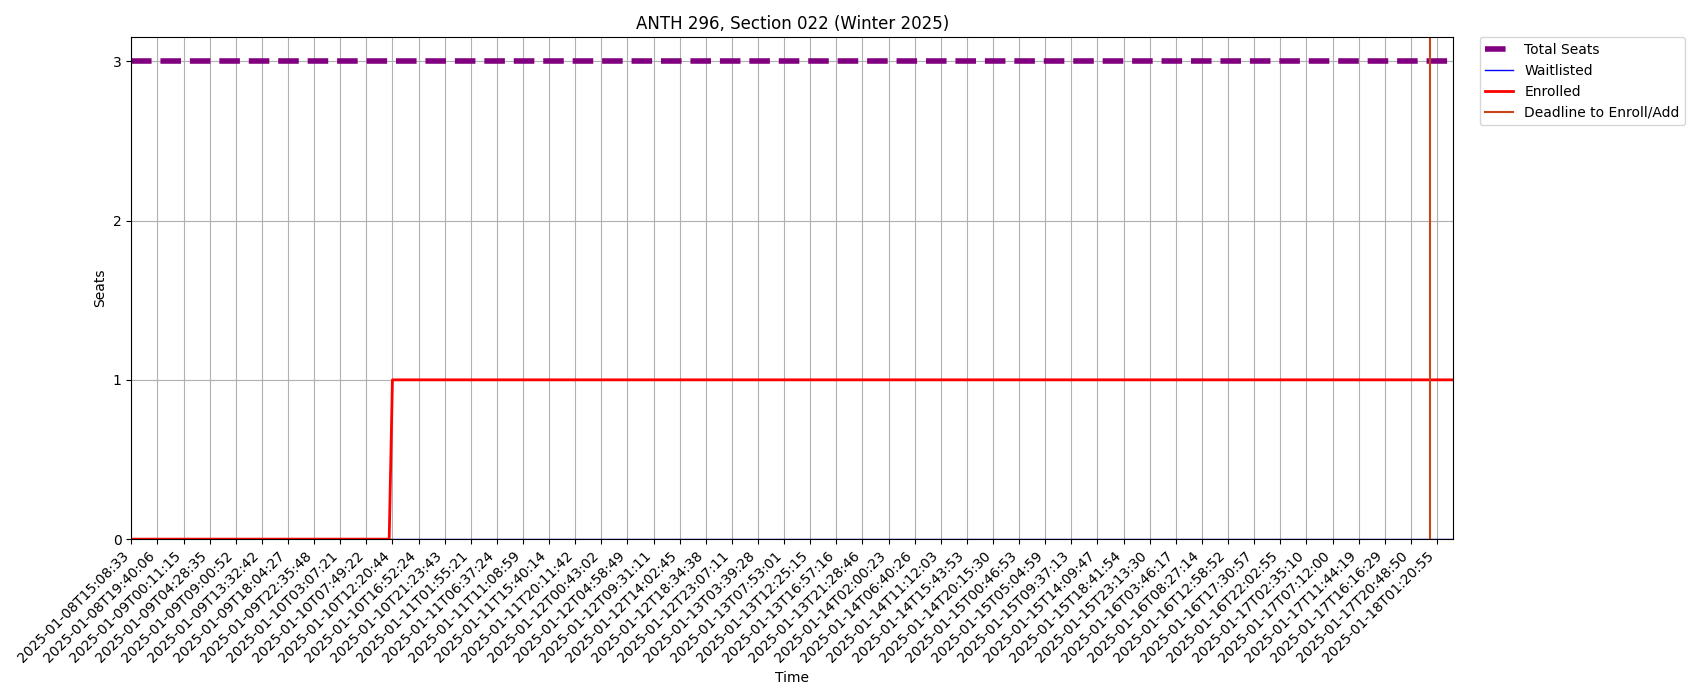 ANTH 296, Section 022 (Winter 2025)
Total Seats
Waitlisted
Enrolled
Deadline to Enroll/Add
3
2
1
0
Seats
2025-01-08T15:08:33
2025-01-08T19:40:06
2025-01-09T00:11:15
2025-01-09T04:28:35
2025-01-09T09:00:52
2025-01-09T13:32:42
2025-01-09T18:04:27
2025-01-09T22:35:48
2025-01-10T03:07:21
2025-01-10T07:49:22
2025-01-10T12:20:44
2025-01-10T16:52:24
2025-01-10T21:23:43
2025-01-11T01:55:21
2025-01-11T06:37:24
2025-01-11T11:08:59
2025-01-11T15:40:14
2025-01-11T20:11:42
2025-01-12T00:43:02
2025-01-12T04:58:49
2025-01-12T09:31:11
2025-01-12T14:02:45
2025-01-12T18:34:38
2025-01-12T23:07:11
2025-01-13T03:39:28
2025-01-13T07:53:01
2025-01-13T12:25:15
2025-01-13T16:57:16
2025-01-13T21:28:46
2025-01-14T02:00:23
2025-01-14T06:40:26
2025-01-14T11:12:03
2025-01-14T15:43:53
2025-01-14T20:15:30
2025-01-15T00:46:53
2025-01-15T05:04:59
2025-01-15T09:37:13
2025-01-15T14:09:47
2025-01-15T18:41:54
2025-01-15T23:13:30
2025-01-16T03:46:17
2025-01-16T08:27:14
2025-01-16T12:58:52
2025-01-16T17:30:57
2025-01-16T22:02:55
2025-01-17T02:35:10
2025-01-17T07:12:00
2025-01-17T11:44:19
2025-01-17T16:16:29
2025-01-17T20:48:50
2025-01-18T01:20:55
Time